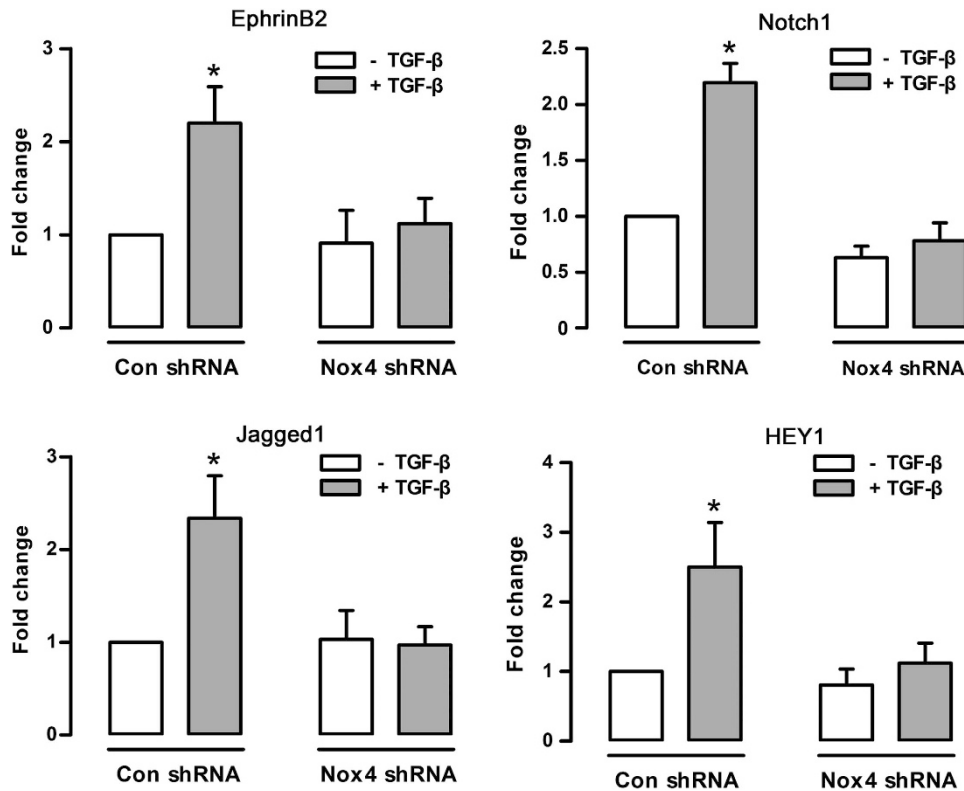 EphrinB2
3
2
1
0
Fold change
*
- TGF-β
+ TGF-β
Con shRNA
Nox4 shRNA
Notch1
2.5
2.0
1.5
1.0
0.5
0.0
Fold change
*
- TGF-β
+ TGF-β
Con shRNA
Nox4 shRNA
Jagged1
3
2
1
0
Fold change
*
- TGF-β
+ TGF-β
Con shRNA
Nox4 shRNA
HEY1
4
3
2
1
0
Fold change
*
- TGF-β
+ TGF-β
Con shRNA
Nox4 shRNA